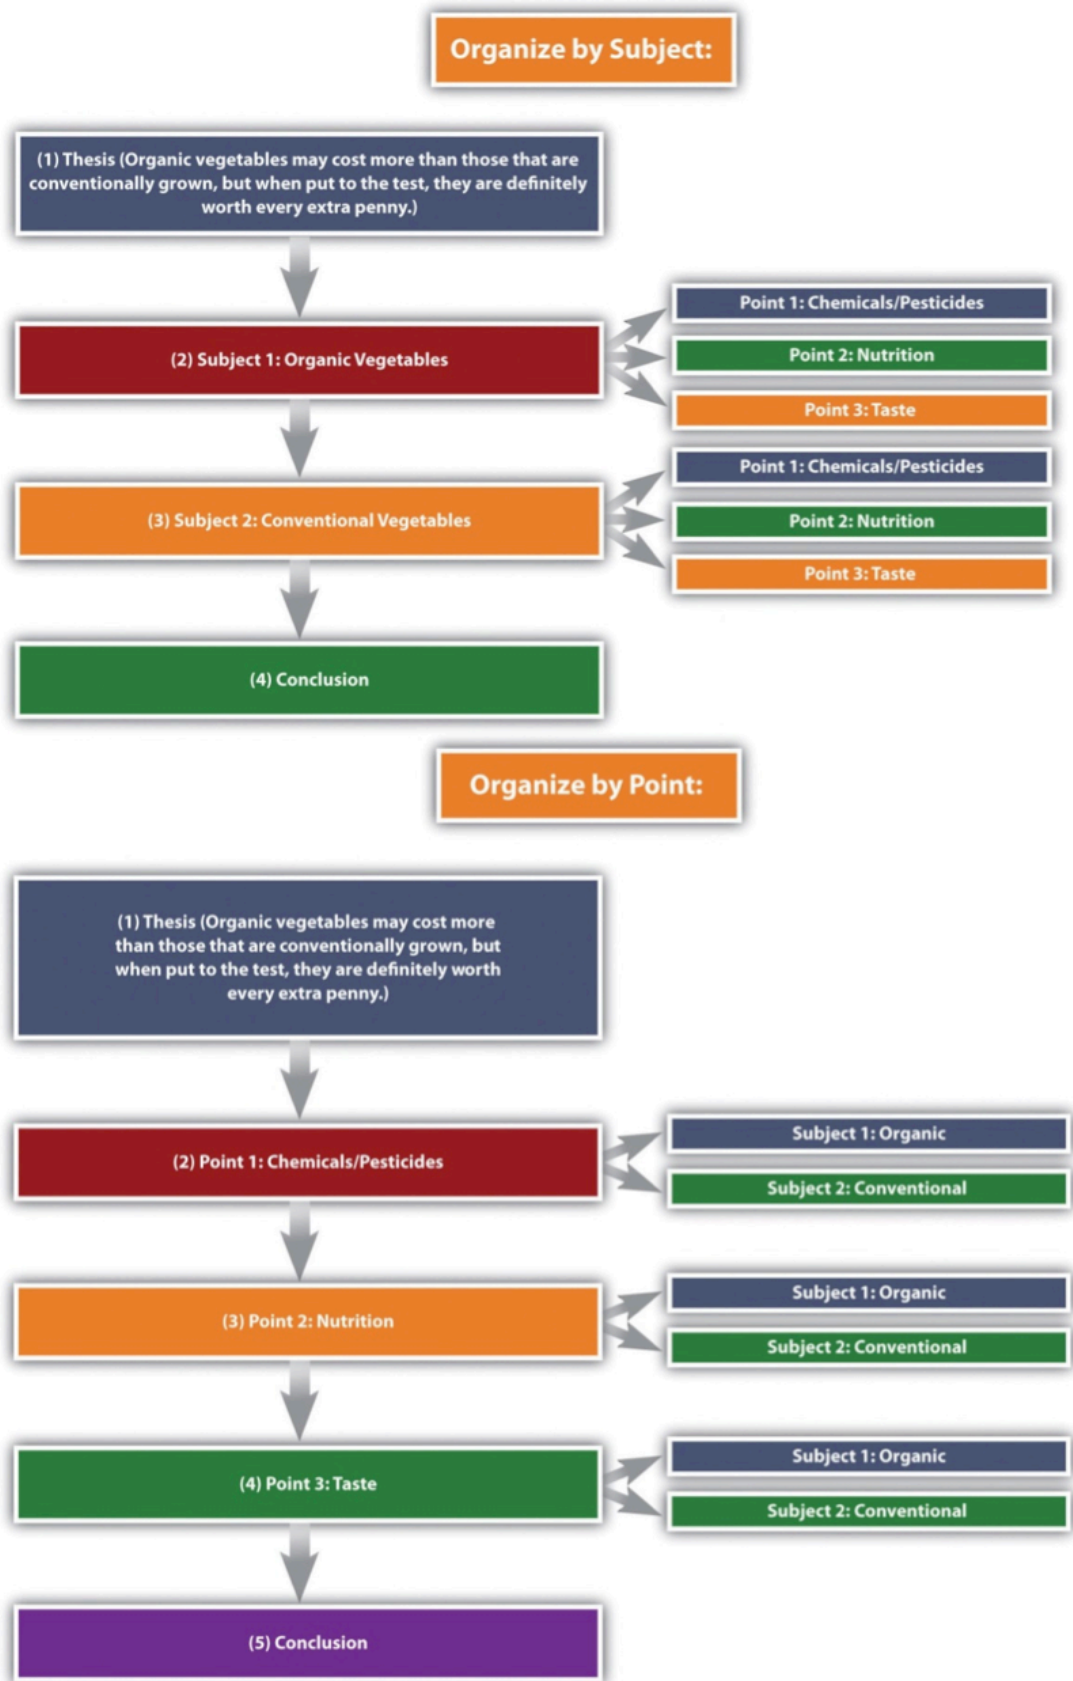 Organize by Subject:
(1) Thesis (Organic vegetables may cost more than those that are
conventionally grown, but when put to the test, they are definitely
worth every extra penny.)
(2) Subject 1: Organic Vegetables
Point 1: Chemicals/Pesticides
Point 2: Nutrition
Point 3: Taste
(3) Subject 2: Conventional Vegetables
Point 1: Chemicals/Pesticides
Point 2: Nutrition
Point 3: Taste
(4) Conclusion
Organize by Point:
(1) Thesis (Organic vegetables may cost more
than those that are conventionally grown, but
when put to the test, they are definitely worth
every extra penny.)
(2) Point 1: Chemicals/Pesticides
Subject 1: Organic
Subject 2: Conventional
(3) Point 2: Nutrition
Subject 1: Organic
Subject 2: Conventional
(4) Point 3: Taste
Subject 1: Organic
Subject 2: Conventional
(5) Conclusion